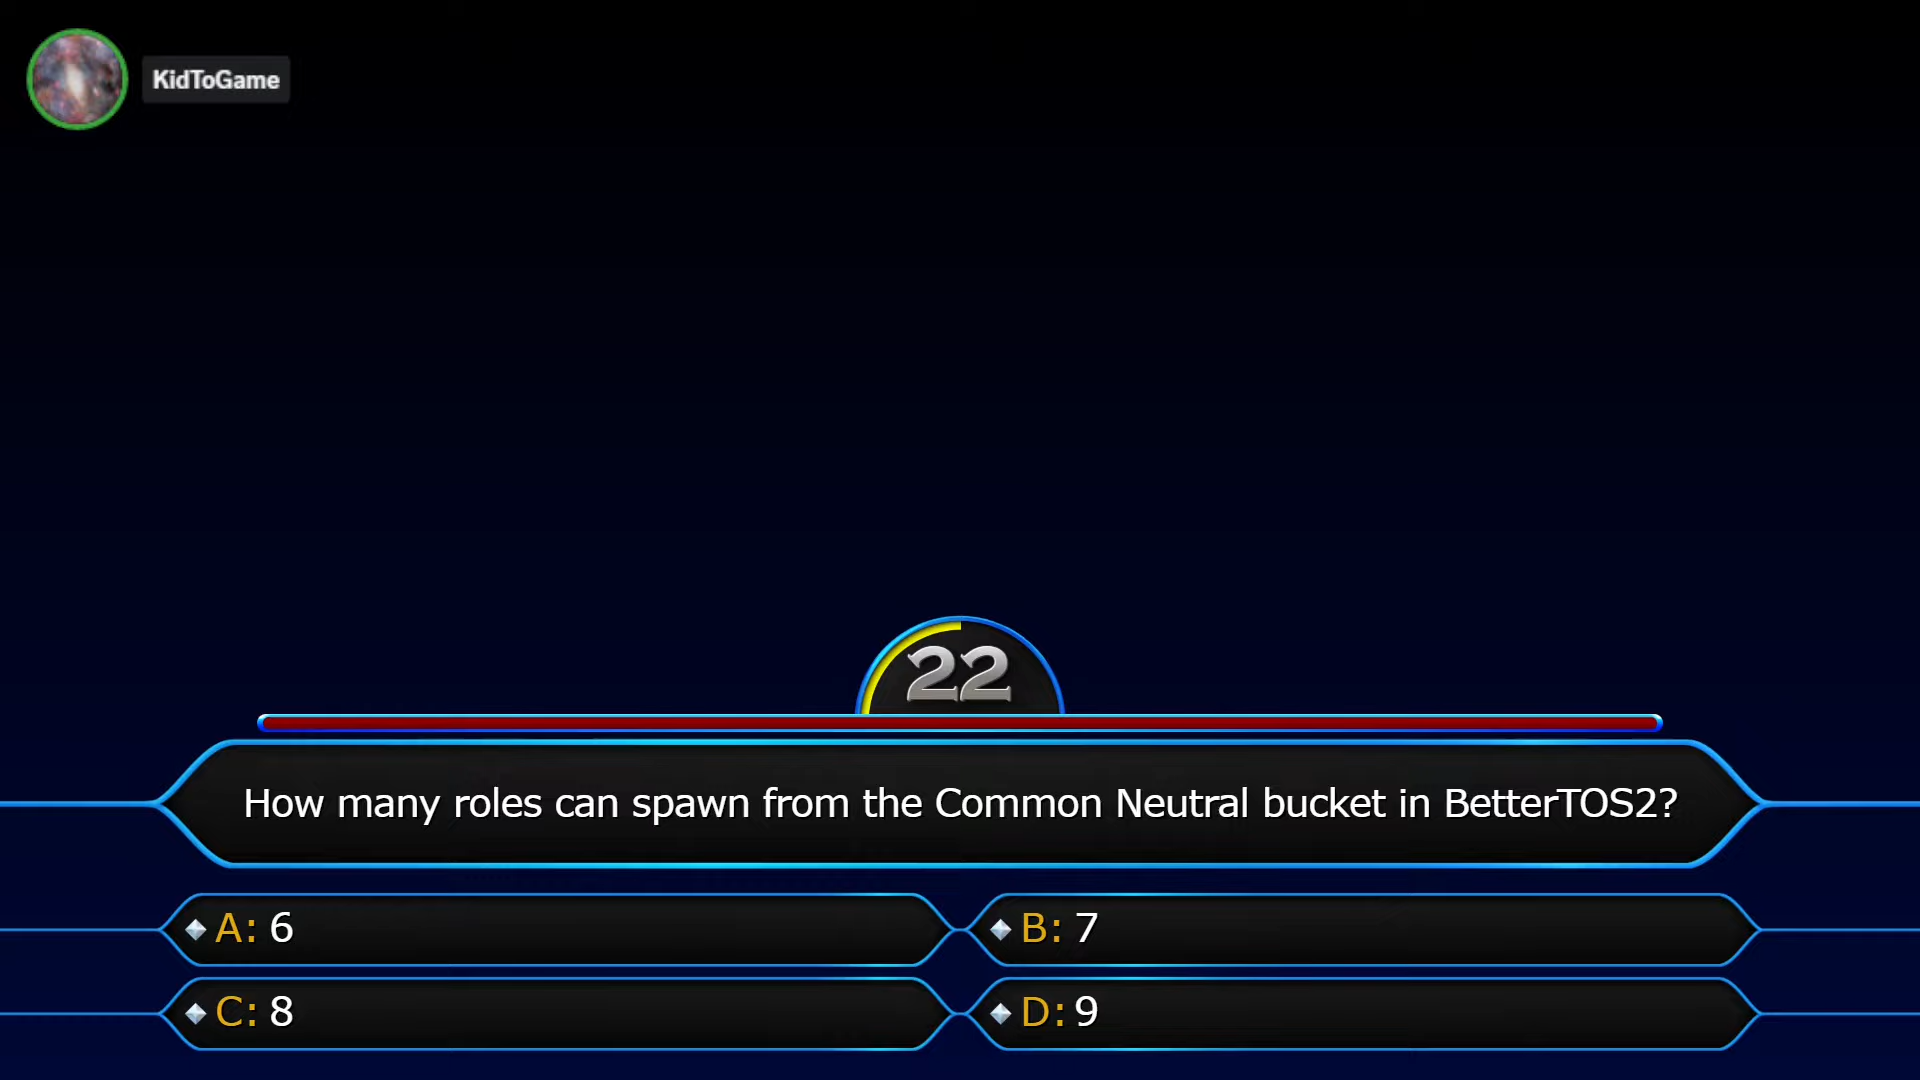 KidToGame
22
How many roles can spawn from the Common Neutral bucket in BetterTOS2?
A: 6
B: 7
C: 8
D: 9